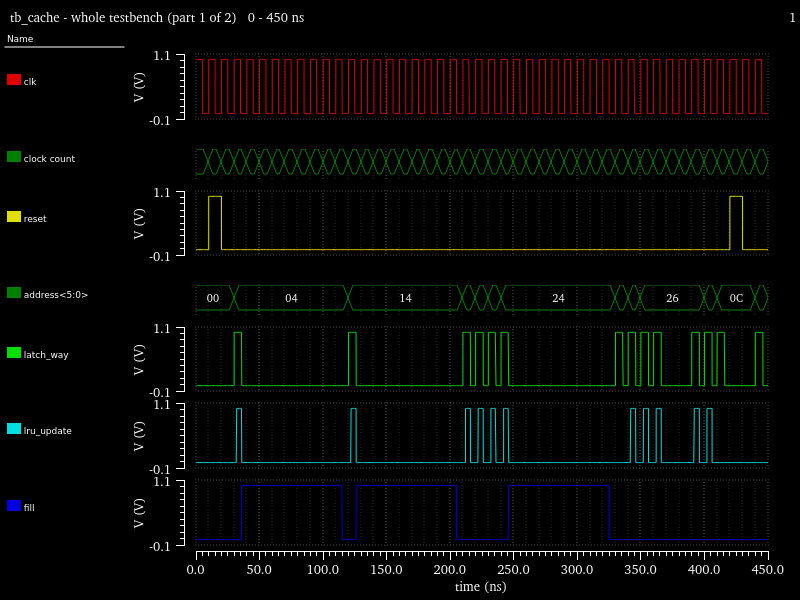 tb_cache - whole testbench (part 1 of 2)   0 - 450 ns   1
Name
1.1
clk
V (V)
-0.1
clock count
1.1
reset
V (V)
-0.1
address<5:0>
00 04 14 24 26 0C
1.1
latch_way
V (V)
-0.1
1.1
lru_update
V (V)
-0.1
1.1
fill
V (V)
-0.1
0.0 50.0 100.0 150.0 200.0 250.0 300.0 350.0 400.0 450.0
time (ns)